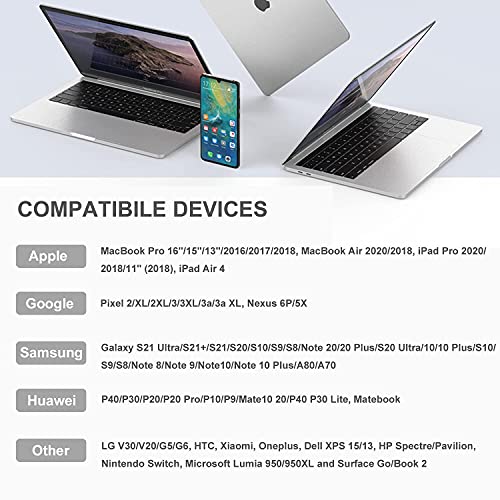 COMPATIBILE DEVICES
Apple
MacBook Pro 16"/15"/13"/2016/2017/2018, MacBook Air 2020/2018, iPad Pro 2020/
2018/11" (2018), iPad Air 4
Google
Pixel 2/XL/2XL/3/3XL/3a/3a XL, Nexus 6P/5X
Samsung
Galaxy S21 Ultra/S21+/S21/S20/S10/S9/S8/Note 20/20 Plus/S20 Ultra/10/10 Plus/S10/
S9/S8/Note 8/Note 9/Note10/Note 10 Plus/A80/A70
Huawei
P40/P30/P20/P20 Pro/P10/P9/Mate10 20/P40 P30 Lite, Matebook
Other
LG V30/V20/G5/G6, HTC, Xiaomi, Oneplus, Dell XPS 15/13, HP Spectre/Pavilion,
Nintendo Switch, Microsoft Lumia 950/950XL and Surface Go/Book 2